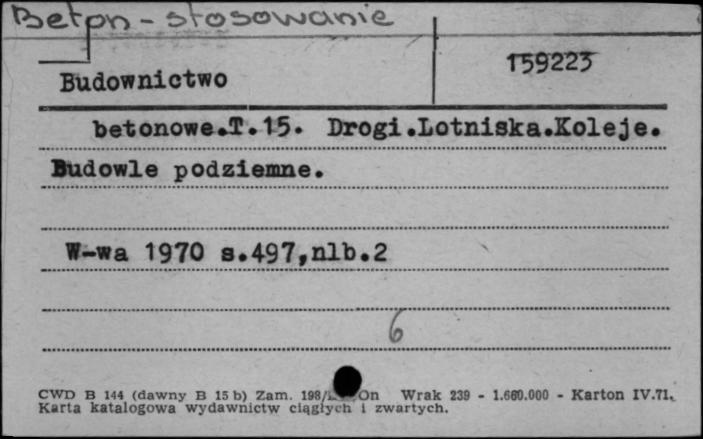 Beton - stosowanie
159223
Budownictwo
betonowe.T.15. Drogi.Lotniska.Koleje.
Budowle podziemne.
W-wa 1970 s.497,nlb.2
6
CWD B 144 (dawny B 15 b) Zam. 198/ On Wrak 239 - 1.660.000 - Karton IV.71.
Karta katalogowa wydawnictw ciągłych i zwartych.